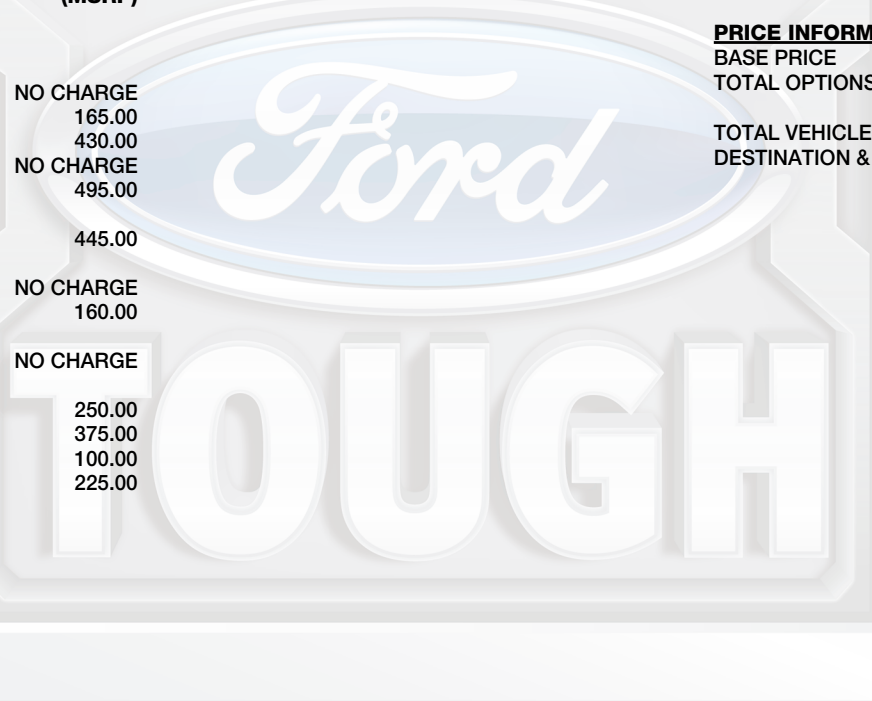 (MSRP)
NO CHARGE
165.00
430.00
NO CHARGE
495.00
445.00
NO CHARGE
160.00
NO CHARGE
250.00
375.00
100.00
225.00
PRICE INFORM
BASE PRICE
TOTAL OPTIONS
TOTAL VEHICLE
DESTINATION &
Ford
TOUGH